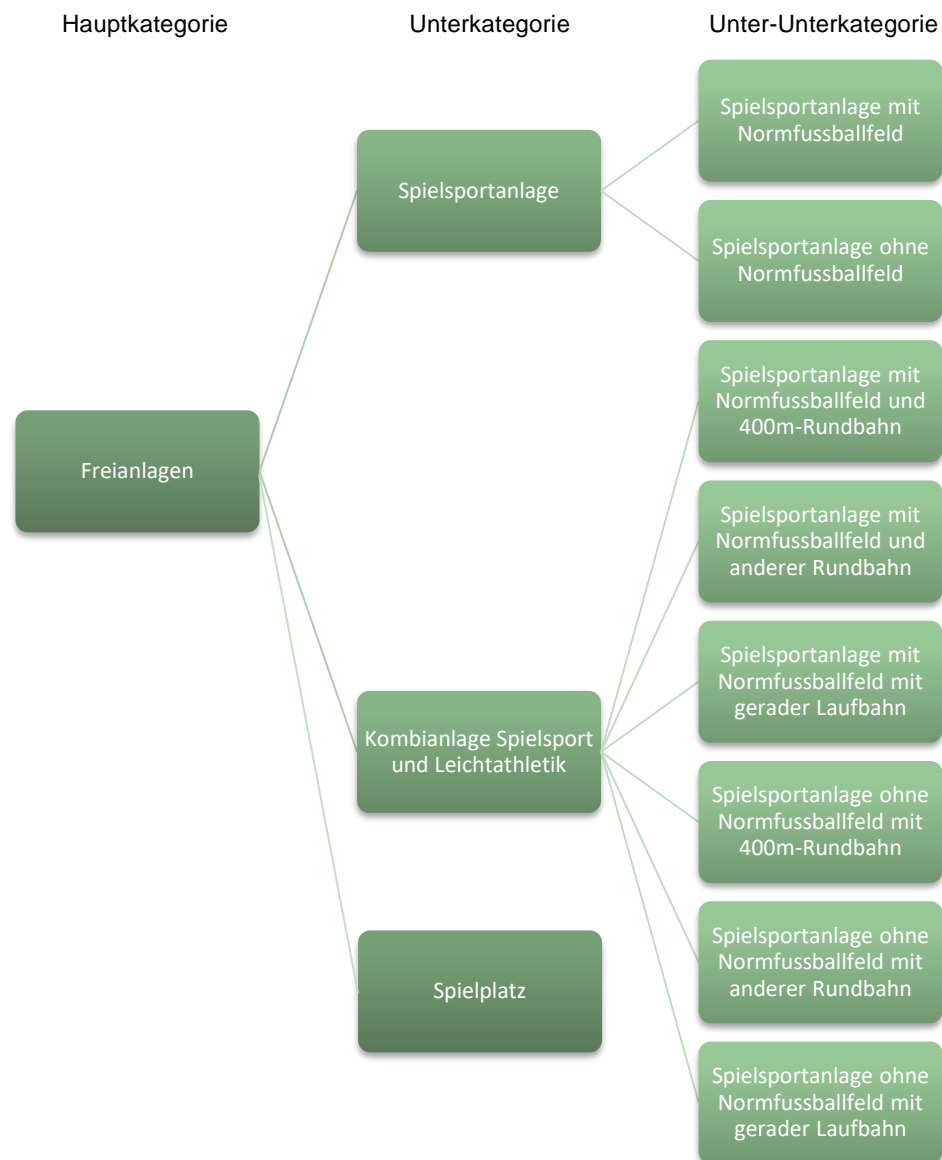 Hauptkategorie
Unterkategorie
Unter-Unterkategorie
Freianlagen
Spielsportanlage
Spielsportanlage mit
Normfussballfeld
Spielsportanlage ohne
Normfussballfeld
Kombianlage Spielsport
und Leichtathletik
Spielsportanlage mit
Normfussballfeld und
400m-Rundbahn
Spielsportanlage mit
Normfussballfeld und
anderer Rundbahn
Spielsportanlage mit
Normfussballfeld mit
gerader Laufbahn
Spielsportanlage ohne
Normfussballfeld mit
400m-Rundbahn
Spielsportanlage ohne
Normfussballfeld mit
anderer Rundbahn
Spielsportanlage ohne
Normfussballfeld mit
gerader Laufbahn
Spielplatz